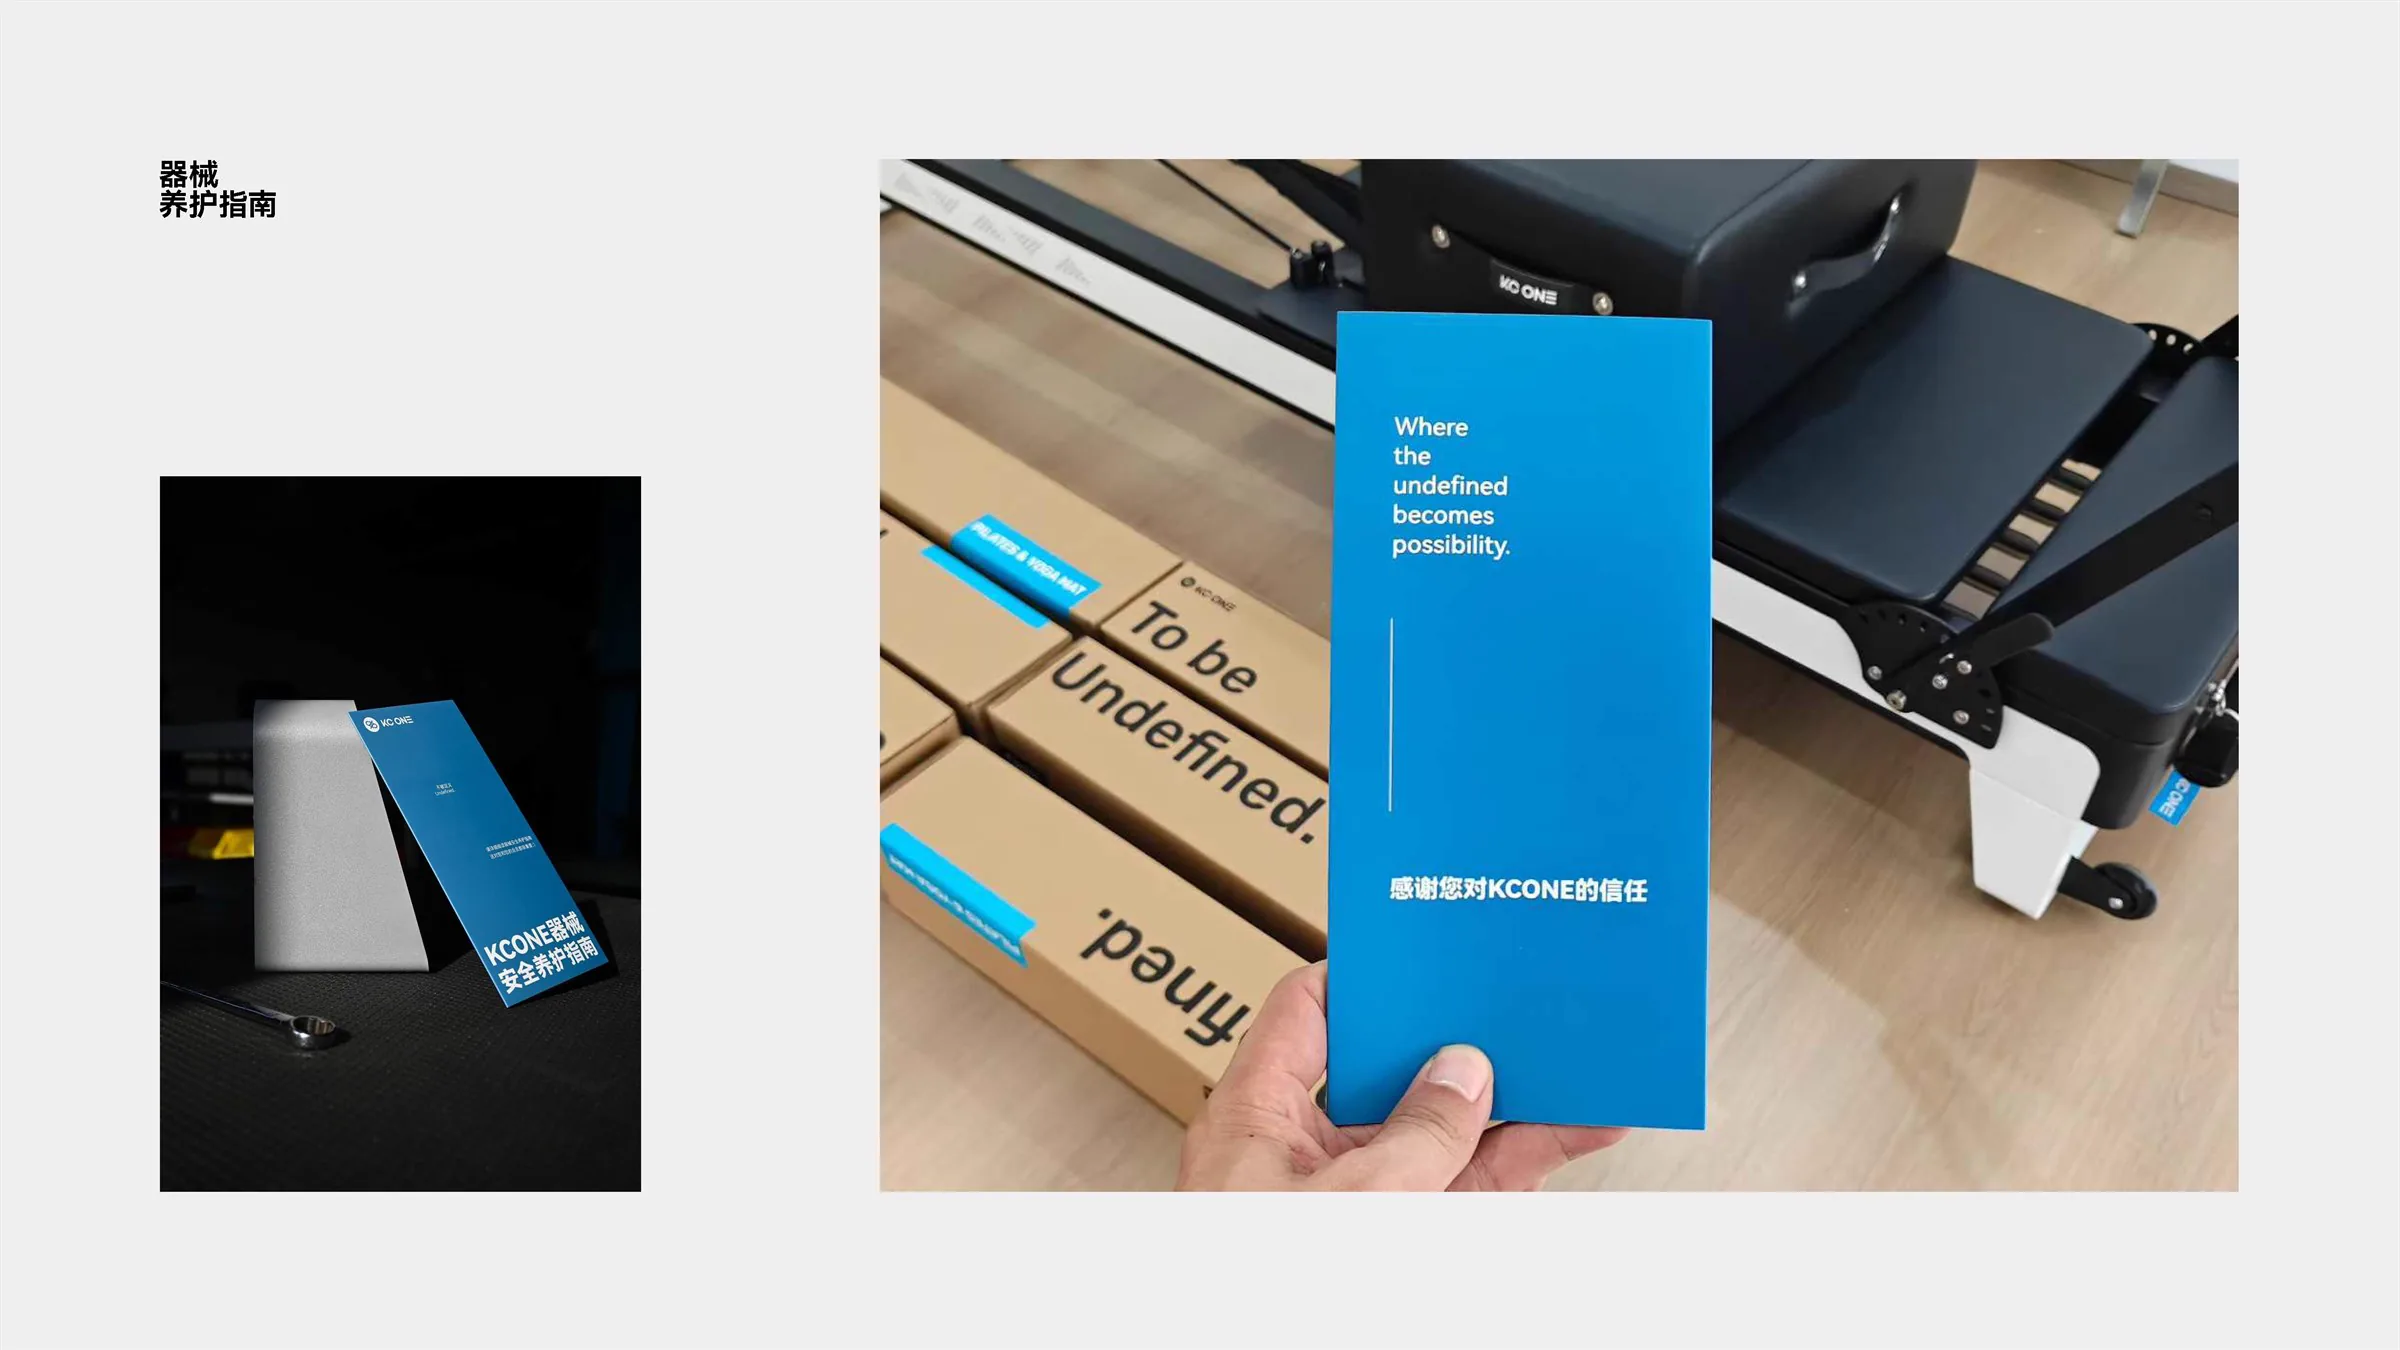 器械
养护指南
KC ONE
KCONE器械
安全养护指南
KC ONE
Where
the
undefined
becomes
possibility.
感谢您对KCONE的信任
PILATES & YOGA MAT
KC ONE
To be
Undefined.
fined.
KC ONE